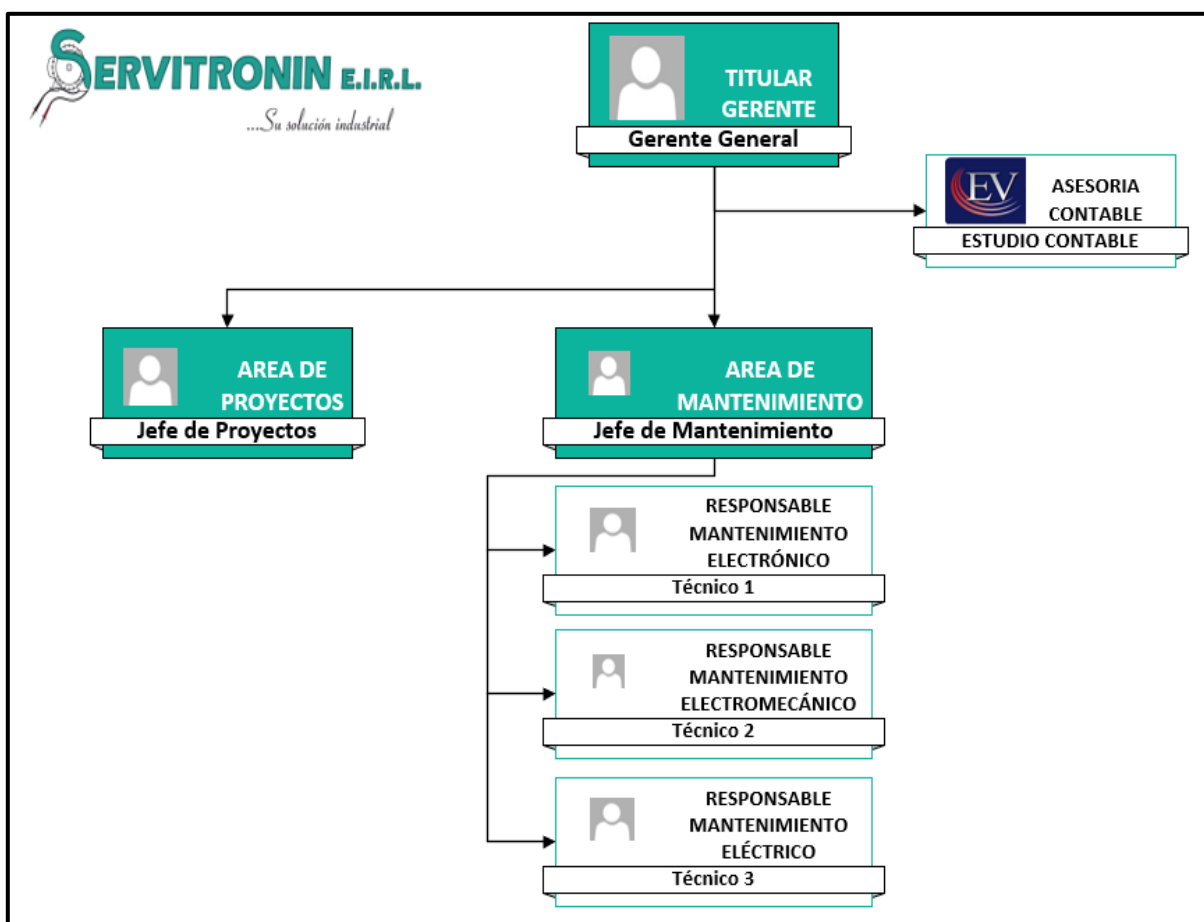 SERVITRONIN E.I.R.L.
....Su solución industrial
TITULAR
GERENTE
Gerente General
EV
ASESORIA
CONTABLE
ESTUDIO CONTABLE
AREA DE
PROYECTOS
Jefe de Proyectos
AREA DE
MANTENIMIENTO
Jefe de Mantenimiento
RESPONSABLE
MANTENIMIENTO
ELECTRÓNICO
Técnico 1
RESPONSABLE
MANTENIMIENTO
ELECTROMECÁNICO
Técnico 2
RESPONSABLE
MANTENIMIENTO
ELÉCTRICO
Técnico 3